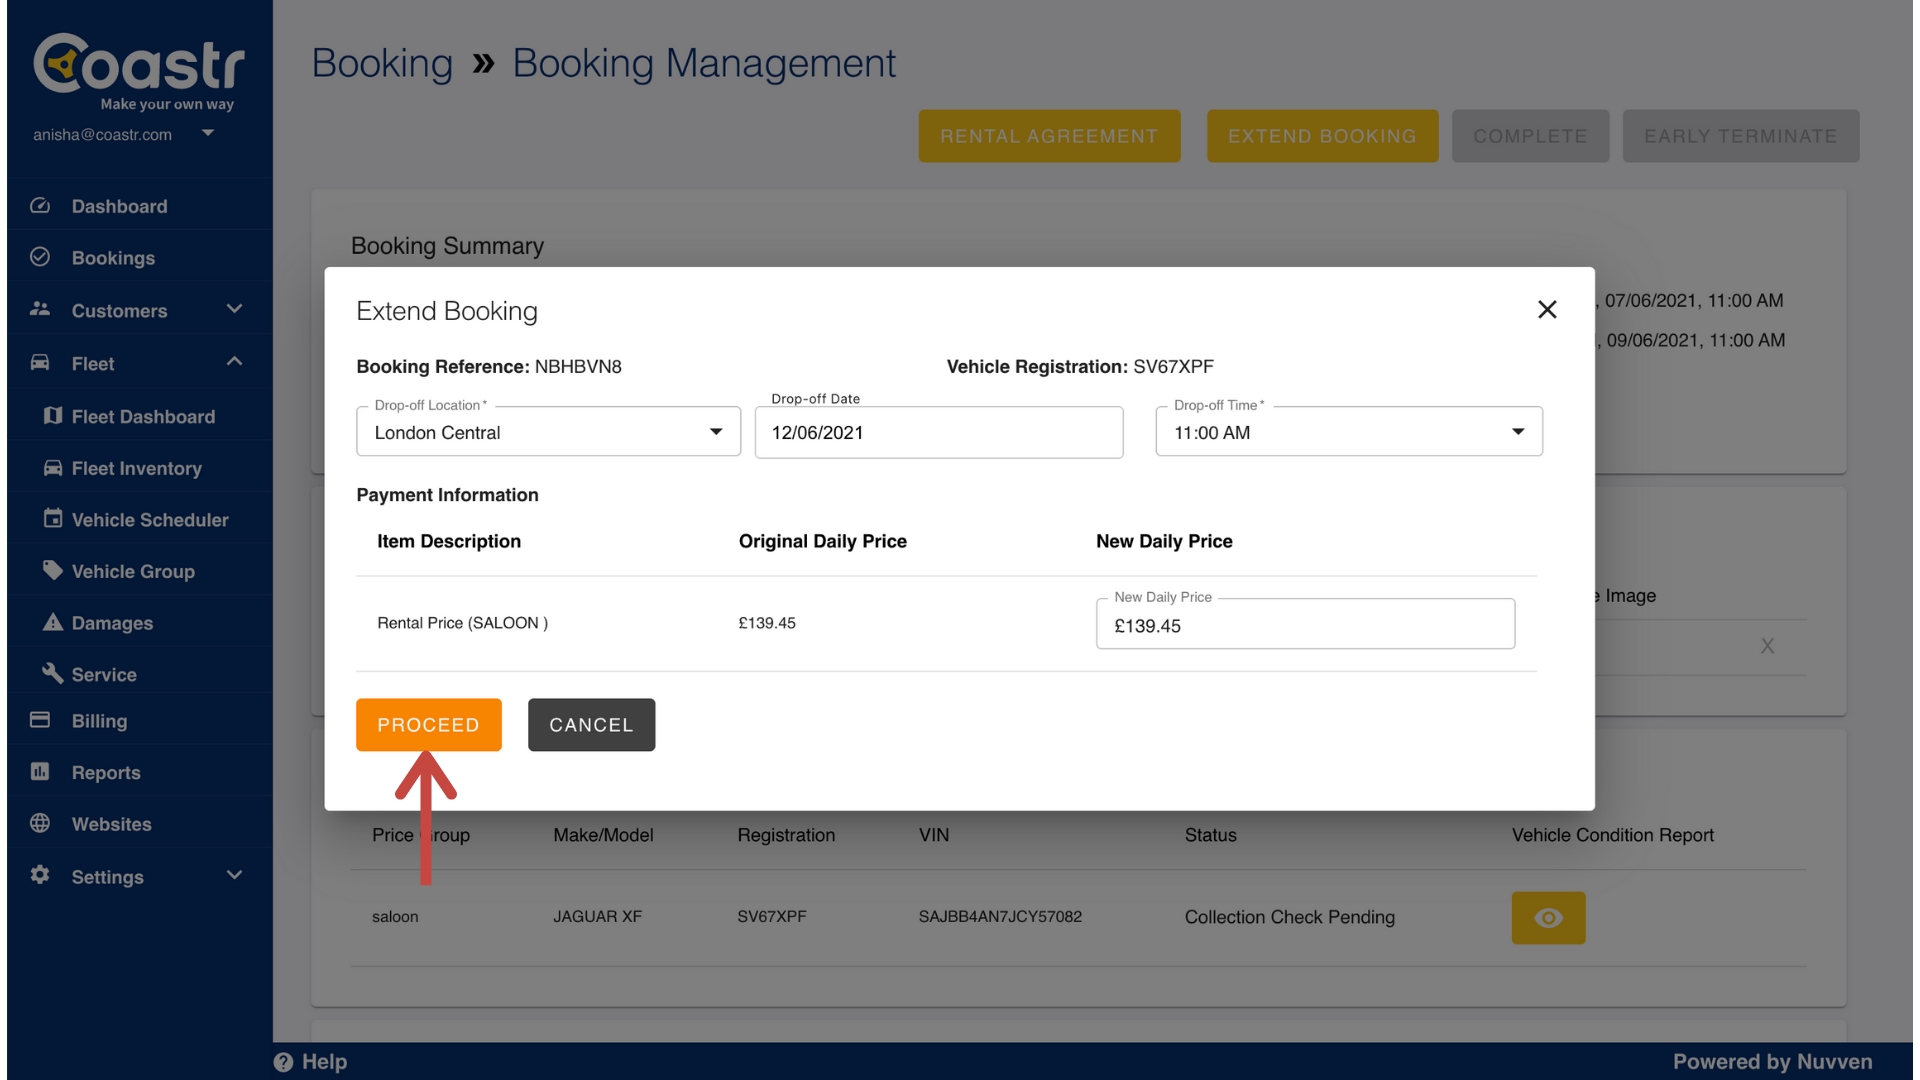 Coastr
Make your own way
anisha@coastr.com
Dashboard
Bookings
Customers
Fleet
Fleet Dashboard
Fleet Inventory
Vehicle Scheduler
Vehicle Group
Damages
Service
Billing
Reports
Websites
Settings
Booking » Booking Management
RENTAL AGREEMENT EXTEND BOOKING COMPLETE EARLY TERMINATE
Booking Summary
, 07/06/2021, 11:00 AM
, 09/06/2021, 11:00 AM
Extend Booking
Booking Reference: NBHBVN8 Vehicle Registration: SV67XPF
Drop-off Location* Drop-off Date Drop-off Time*
London Central 12/06/2021 11:00 AM
Payment Information
Item Description Original Daily Price New Daily Price
New Daily Price
Rental Price (SALOON ) £139.45 £139.45
PROCEED CANCEL
Image
X
Price Group Make/Model Registration VIN Status Vehicle Condition Report
saloon JAGUAR XF SV67XPF SAJBB4AN7JCY57082 Collection Check Pending
? Help Powered by Nuvven